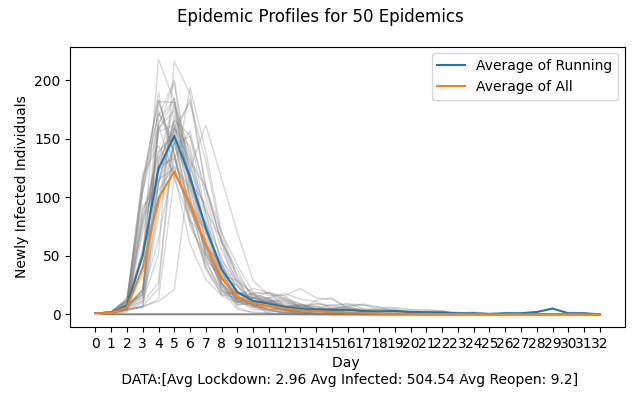 Epidemic Profiles for 50 Epidemics
Average of Running
Average of All
Newly Infected Individuals
200
150
100
50
0
0 1 2 3 4 5 6 7 8 9 10 11 12 13 14 15 16 17 18 19 20 21 22 23 24 25 26 27 28 29 30 31 32
Day
DATA:[Avg Lockdown: 2.96 Avg Infected: 504.54 Avg Reopen: 9.2]